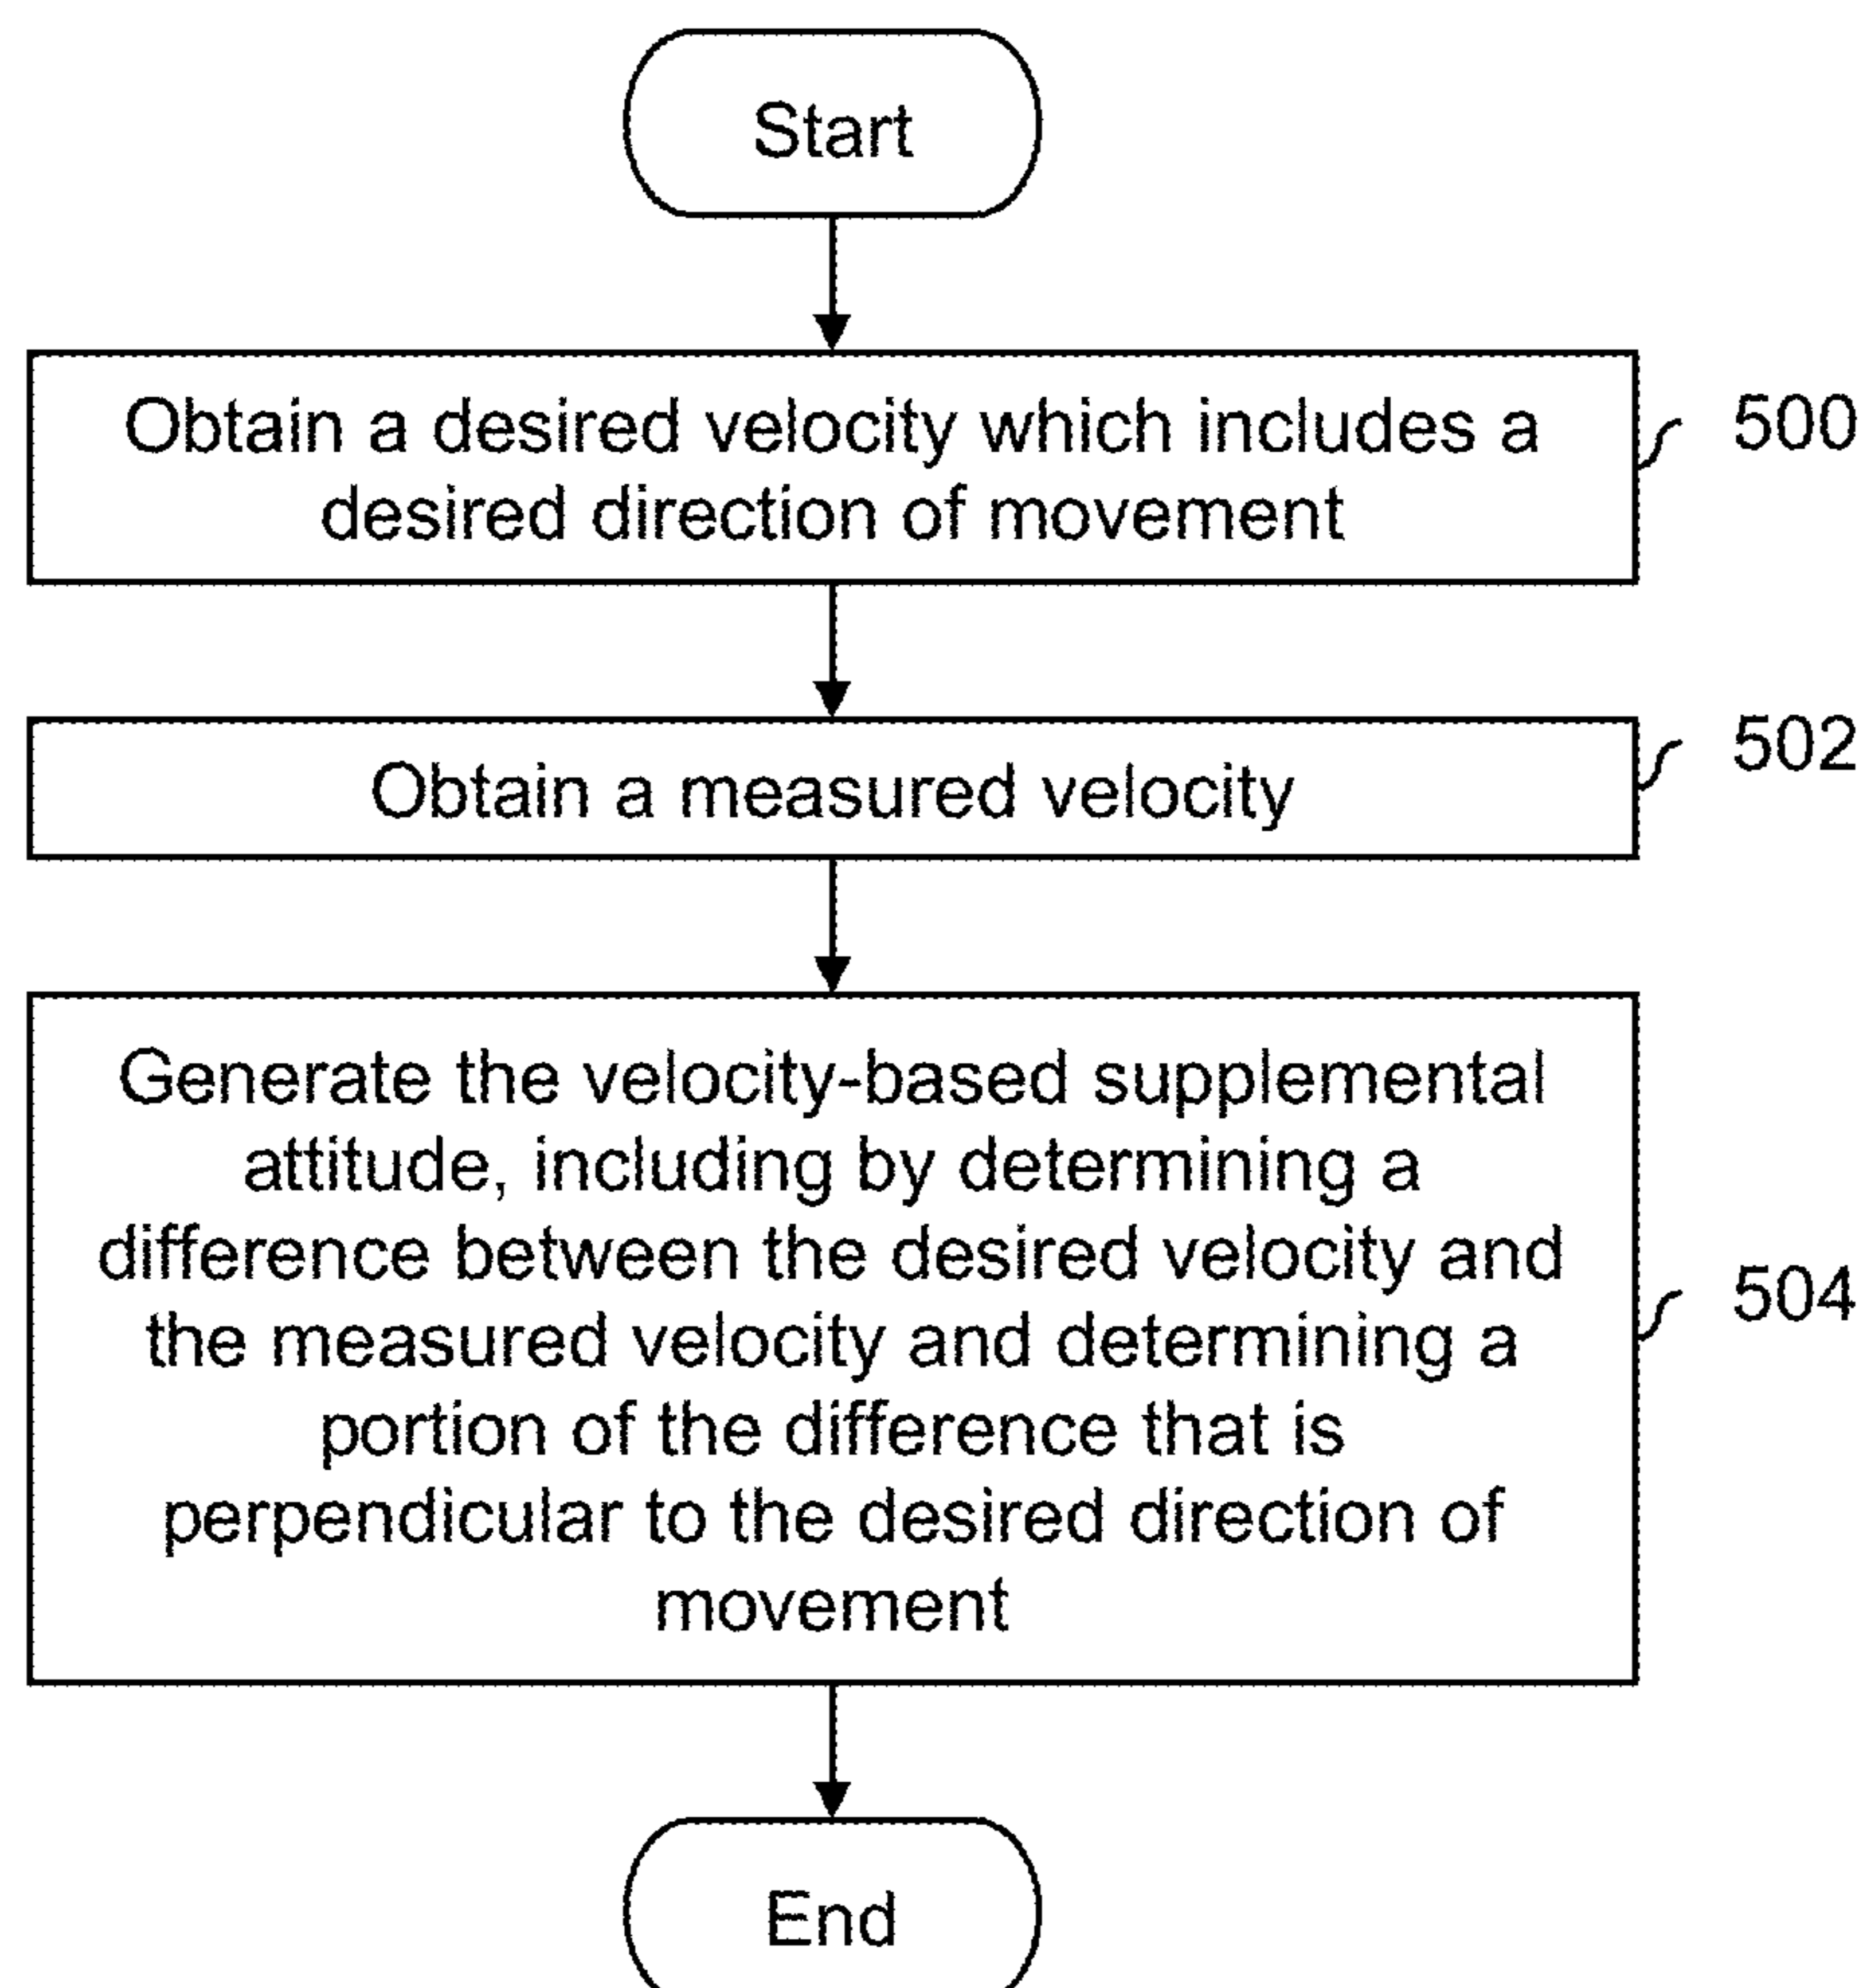 Start
Obtain a desired velocity which includes a
desired direction of movement
500
Obtain a measured velocity
502
Generate the velocity-based supplemental
attitude, including by determining a
difference between the desired velocity and
the measured velocity and determining a
portion of the difference that is
perpendicular to the desired direction of
movement
504
End